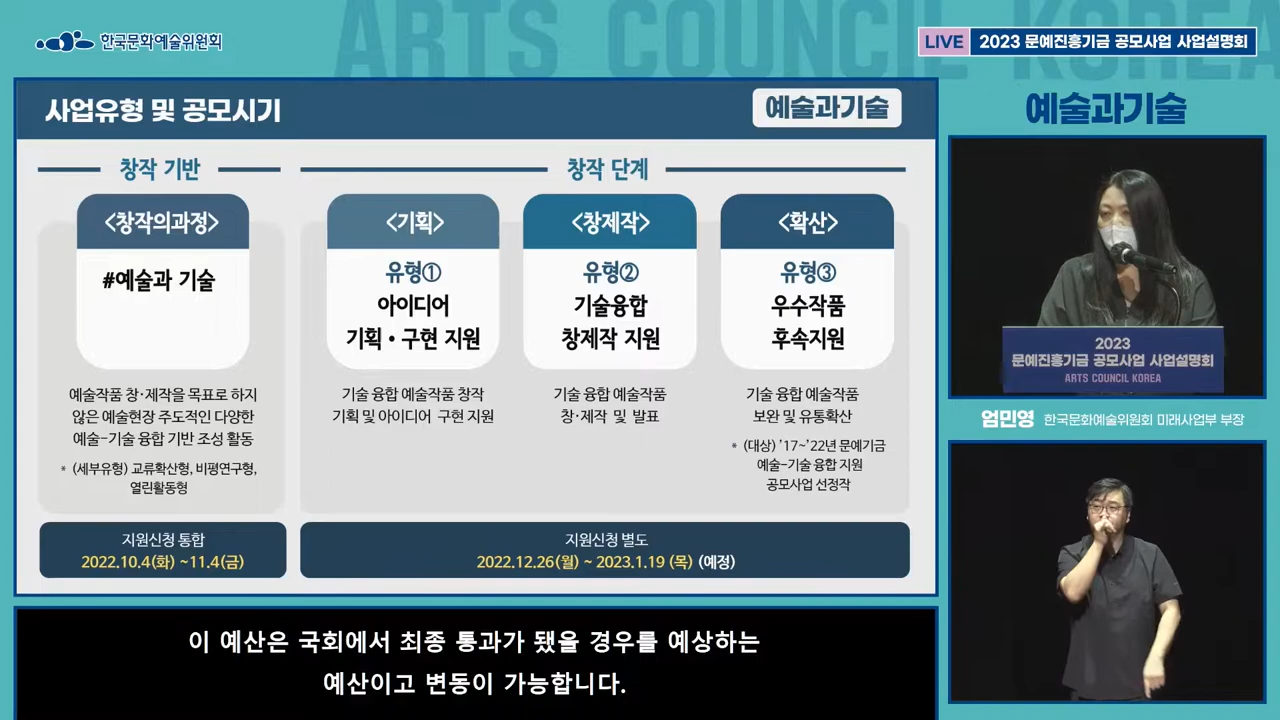 ARTS COUNCIL KOREA
한국문화예술위원회
LIVE 2023 문예진흥기금 공모사업 사업설명회
사업유형 및 공모시기
예술과기술
창작 기반
창작 단계
<창작의과정>
#예술과 기술
예술작품 창·제작을 목표로 하지
않은 예술현장 주도적인 다양한
예술-기술 융합 기반 조성 활동
* (세부유형) 교류확산형, 비평연구형,
열린활동형
<기획>
유형①
아이디어
기획·구현 지원
기술 융합 예술작품 창작
기획 및 아이디어 구현 지원
<창제작>
유형②
기술융합
창제작 지원
기술 융합 예술작품
창·제작 및 발표
<확산>
유형③
우수작품
후속지원
기술 융합 예술작품
보완 및 유통확산
* (대상) '17~'22년 문예기금
예술-기술 융합 지원
공모사업 선정작
지원신청 통합
2022.10.4(화) ~11.4(금)
지원신청 별도
2022.12.26(월) ~ 2023.1.19 (목) (예정)
예술과기술
2023
문예진흥기금 공모사업 사업설명회
ARTS COUNCIL KOREA
엄민영 한국문화예술위원회 미래사업부 부장
이 예산은 국회에서 최종 통과가 됐을 경우를 예상하는
예산이고 변동이 가능합니다.